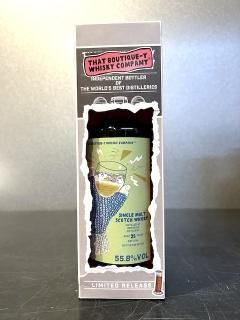 THAT BOUTIQUE-Y
WHISKY COMPANY
INDEPENDENT BOTTLER
OF
THE WORLD'S BEST DISTILLERIES
SINGLE MALT
SCOTCH WHISKY
55.8% VOL
LIMITED RELEASE